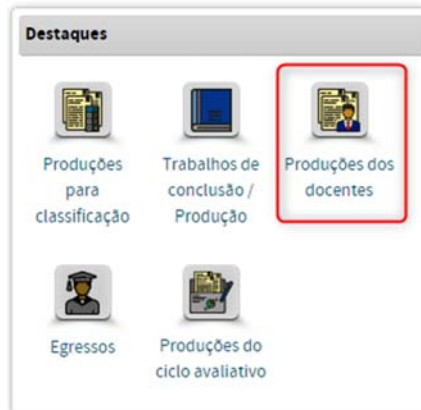 Destaques
Produções
para
classificação
Trabalhos de
conclusão /
Produção
Produções dos
docentes
Egressos
Produções do
ciclo avaliativo